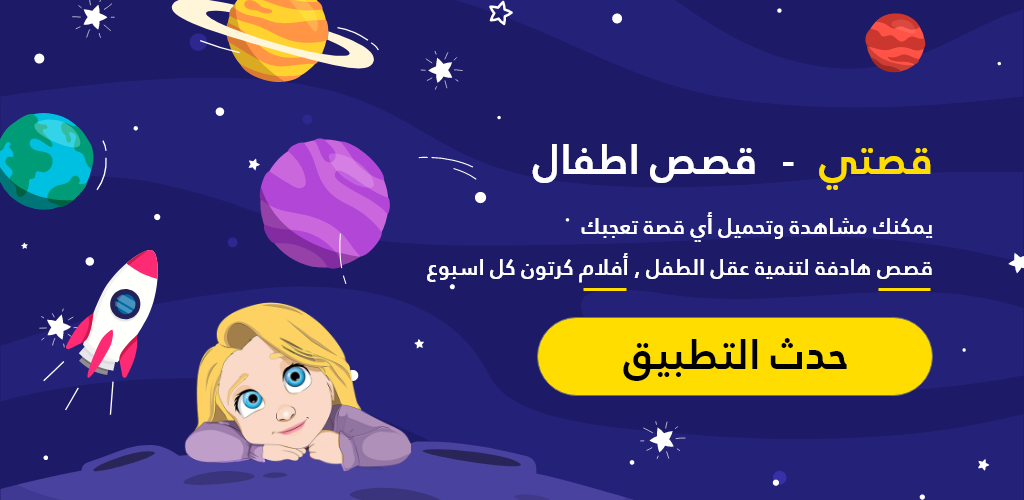 قصتي - قصص اطفال
يمكنك مشاهدة وتحميل أي قصة تعجبك
قصص هادفة لتنمية عقل الطفل , أفلام كرتون كل اسبوع
حدث التطبيق